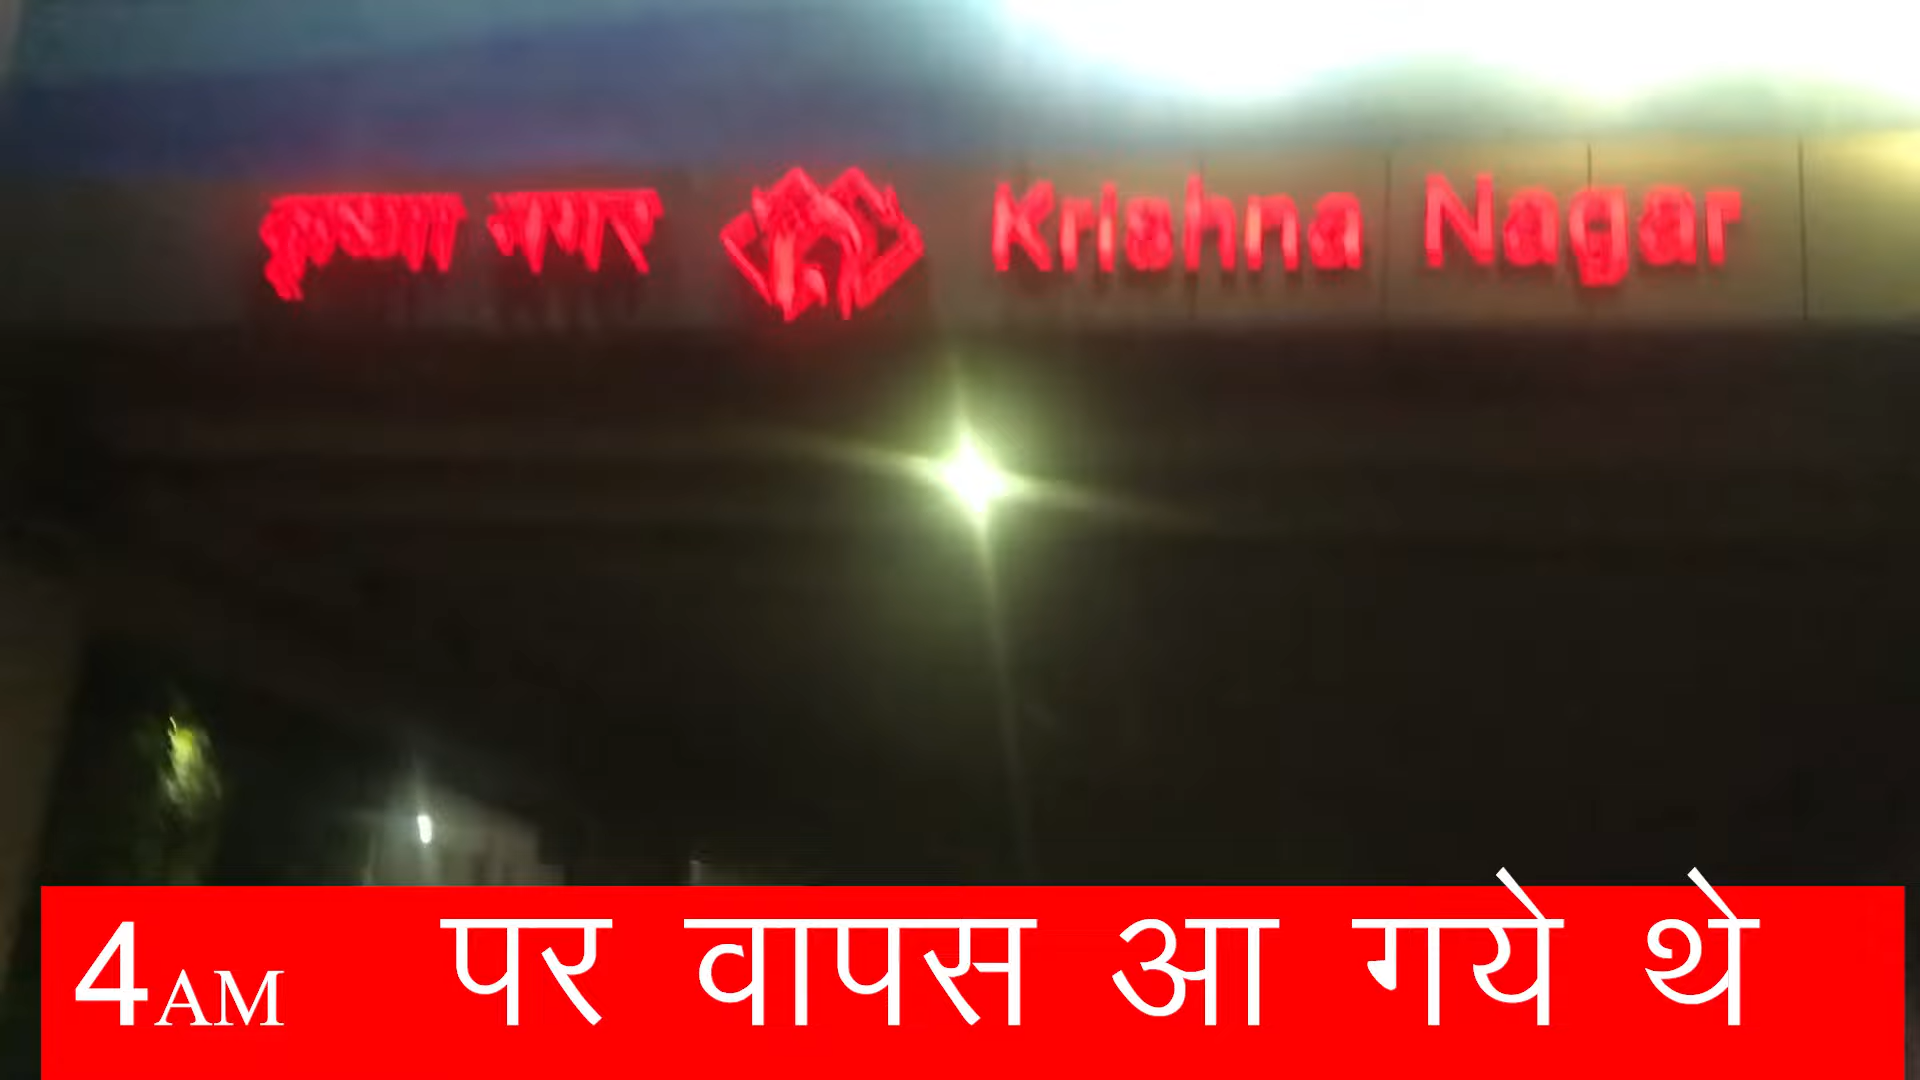 कृष्णा नगर Krishna Nagar
4AM पर वापस आ गये थे